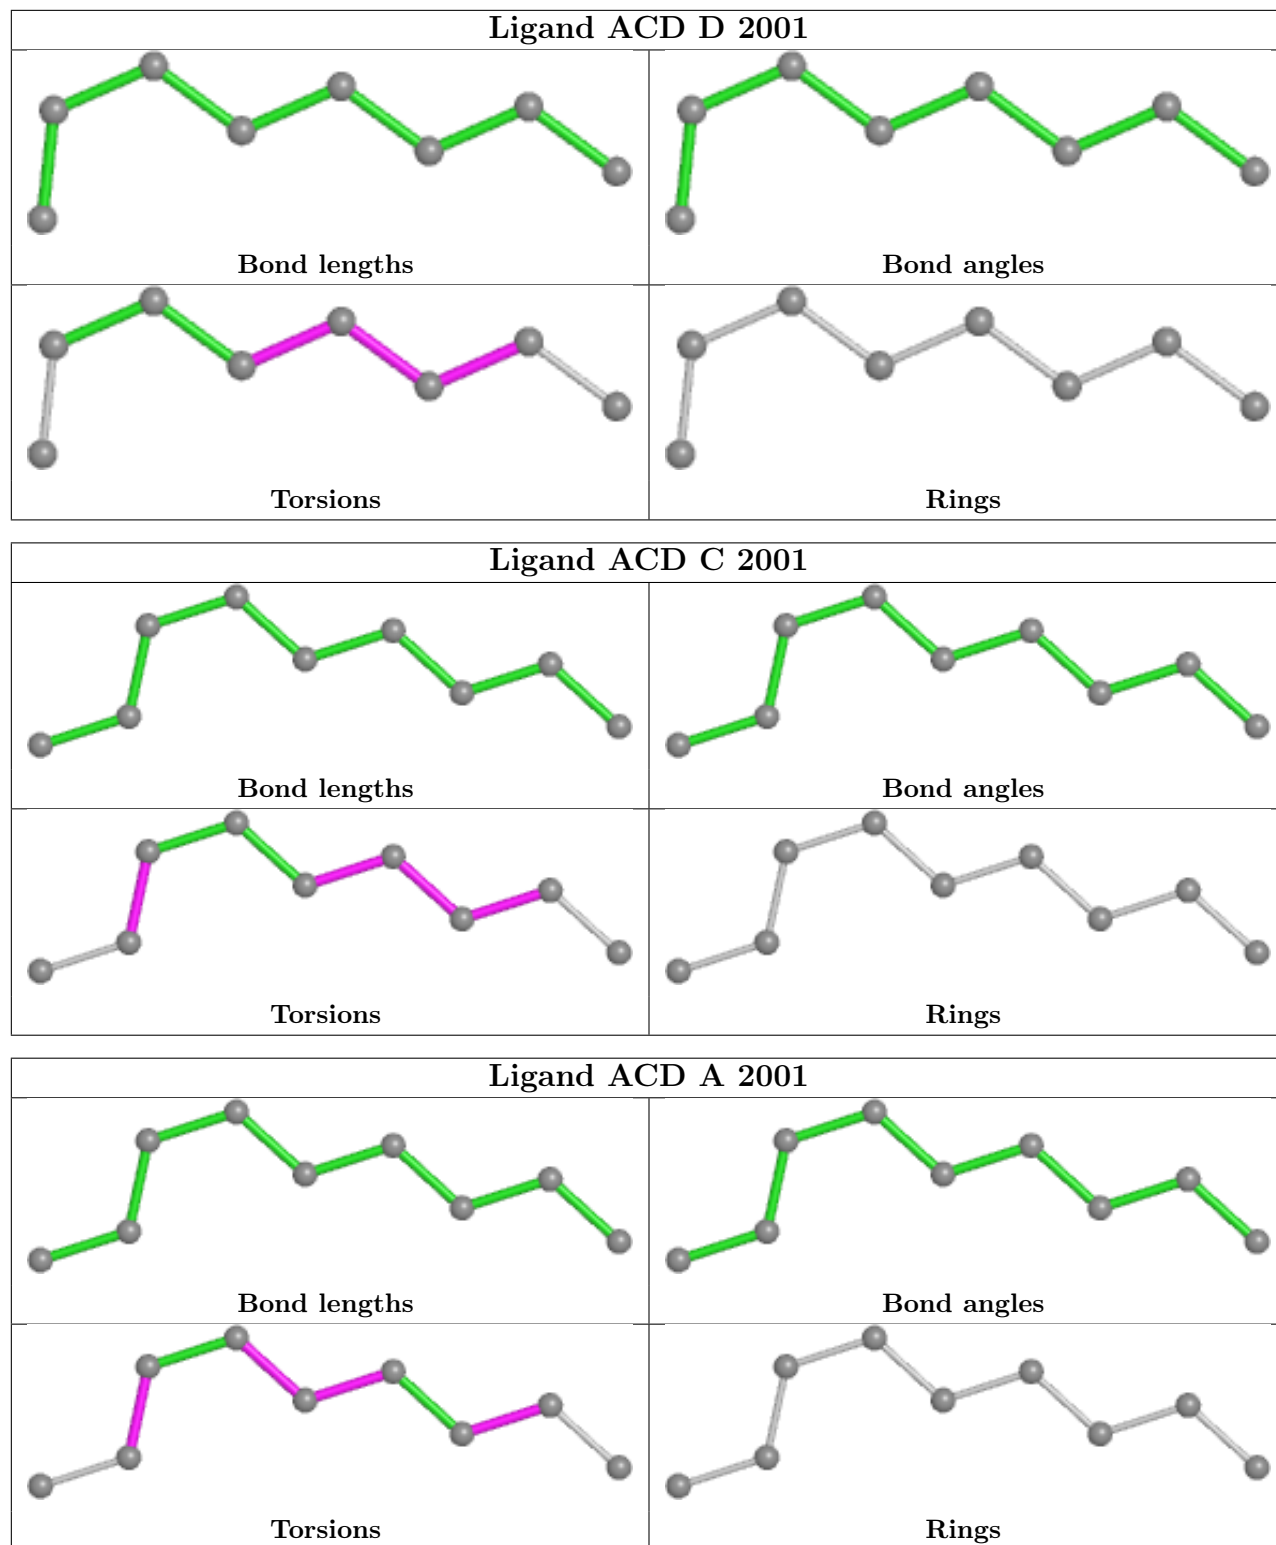 Ligand ACD D 2001
Bond lengths
Bond angles
Torsions
Rings
Ligand ACD C 2001
Bond lengths
Bond angles
Torsions
Rings
Ligand ACD A 2001
Bond lengths
Bond angles
Torsions
Rings